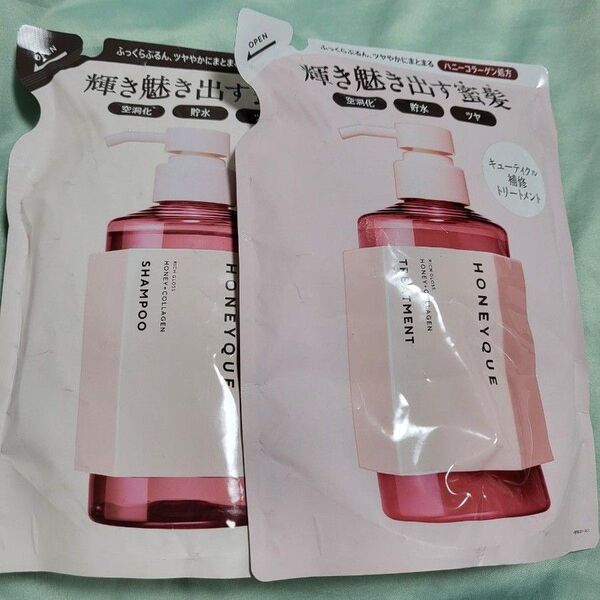 OPEN
ふっくらぷるん、ツヤやかにまとまる
輝き魅き出す
空洞化
貯水
HONEYQUE
RICH GLOSS
HONEY+COLLAGEN
SHAMPOO
OPEN
ふっくらぷるん、ツヤやかにまとまる
ハニーコラーゲン処方
輝き魅き出す蜜髪
空洞化
貯水
ツヤ
キューティクル
補修
トリートメント
HONEYQUE
RICH GLOSS
HONEY+COLLAGEN
TREATMENT